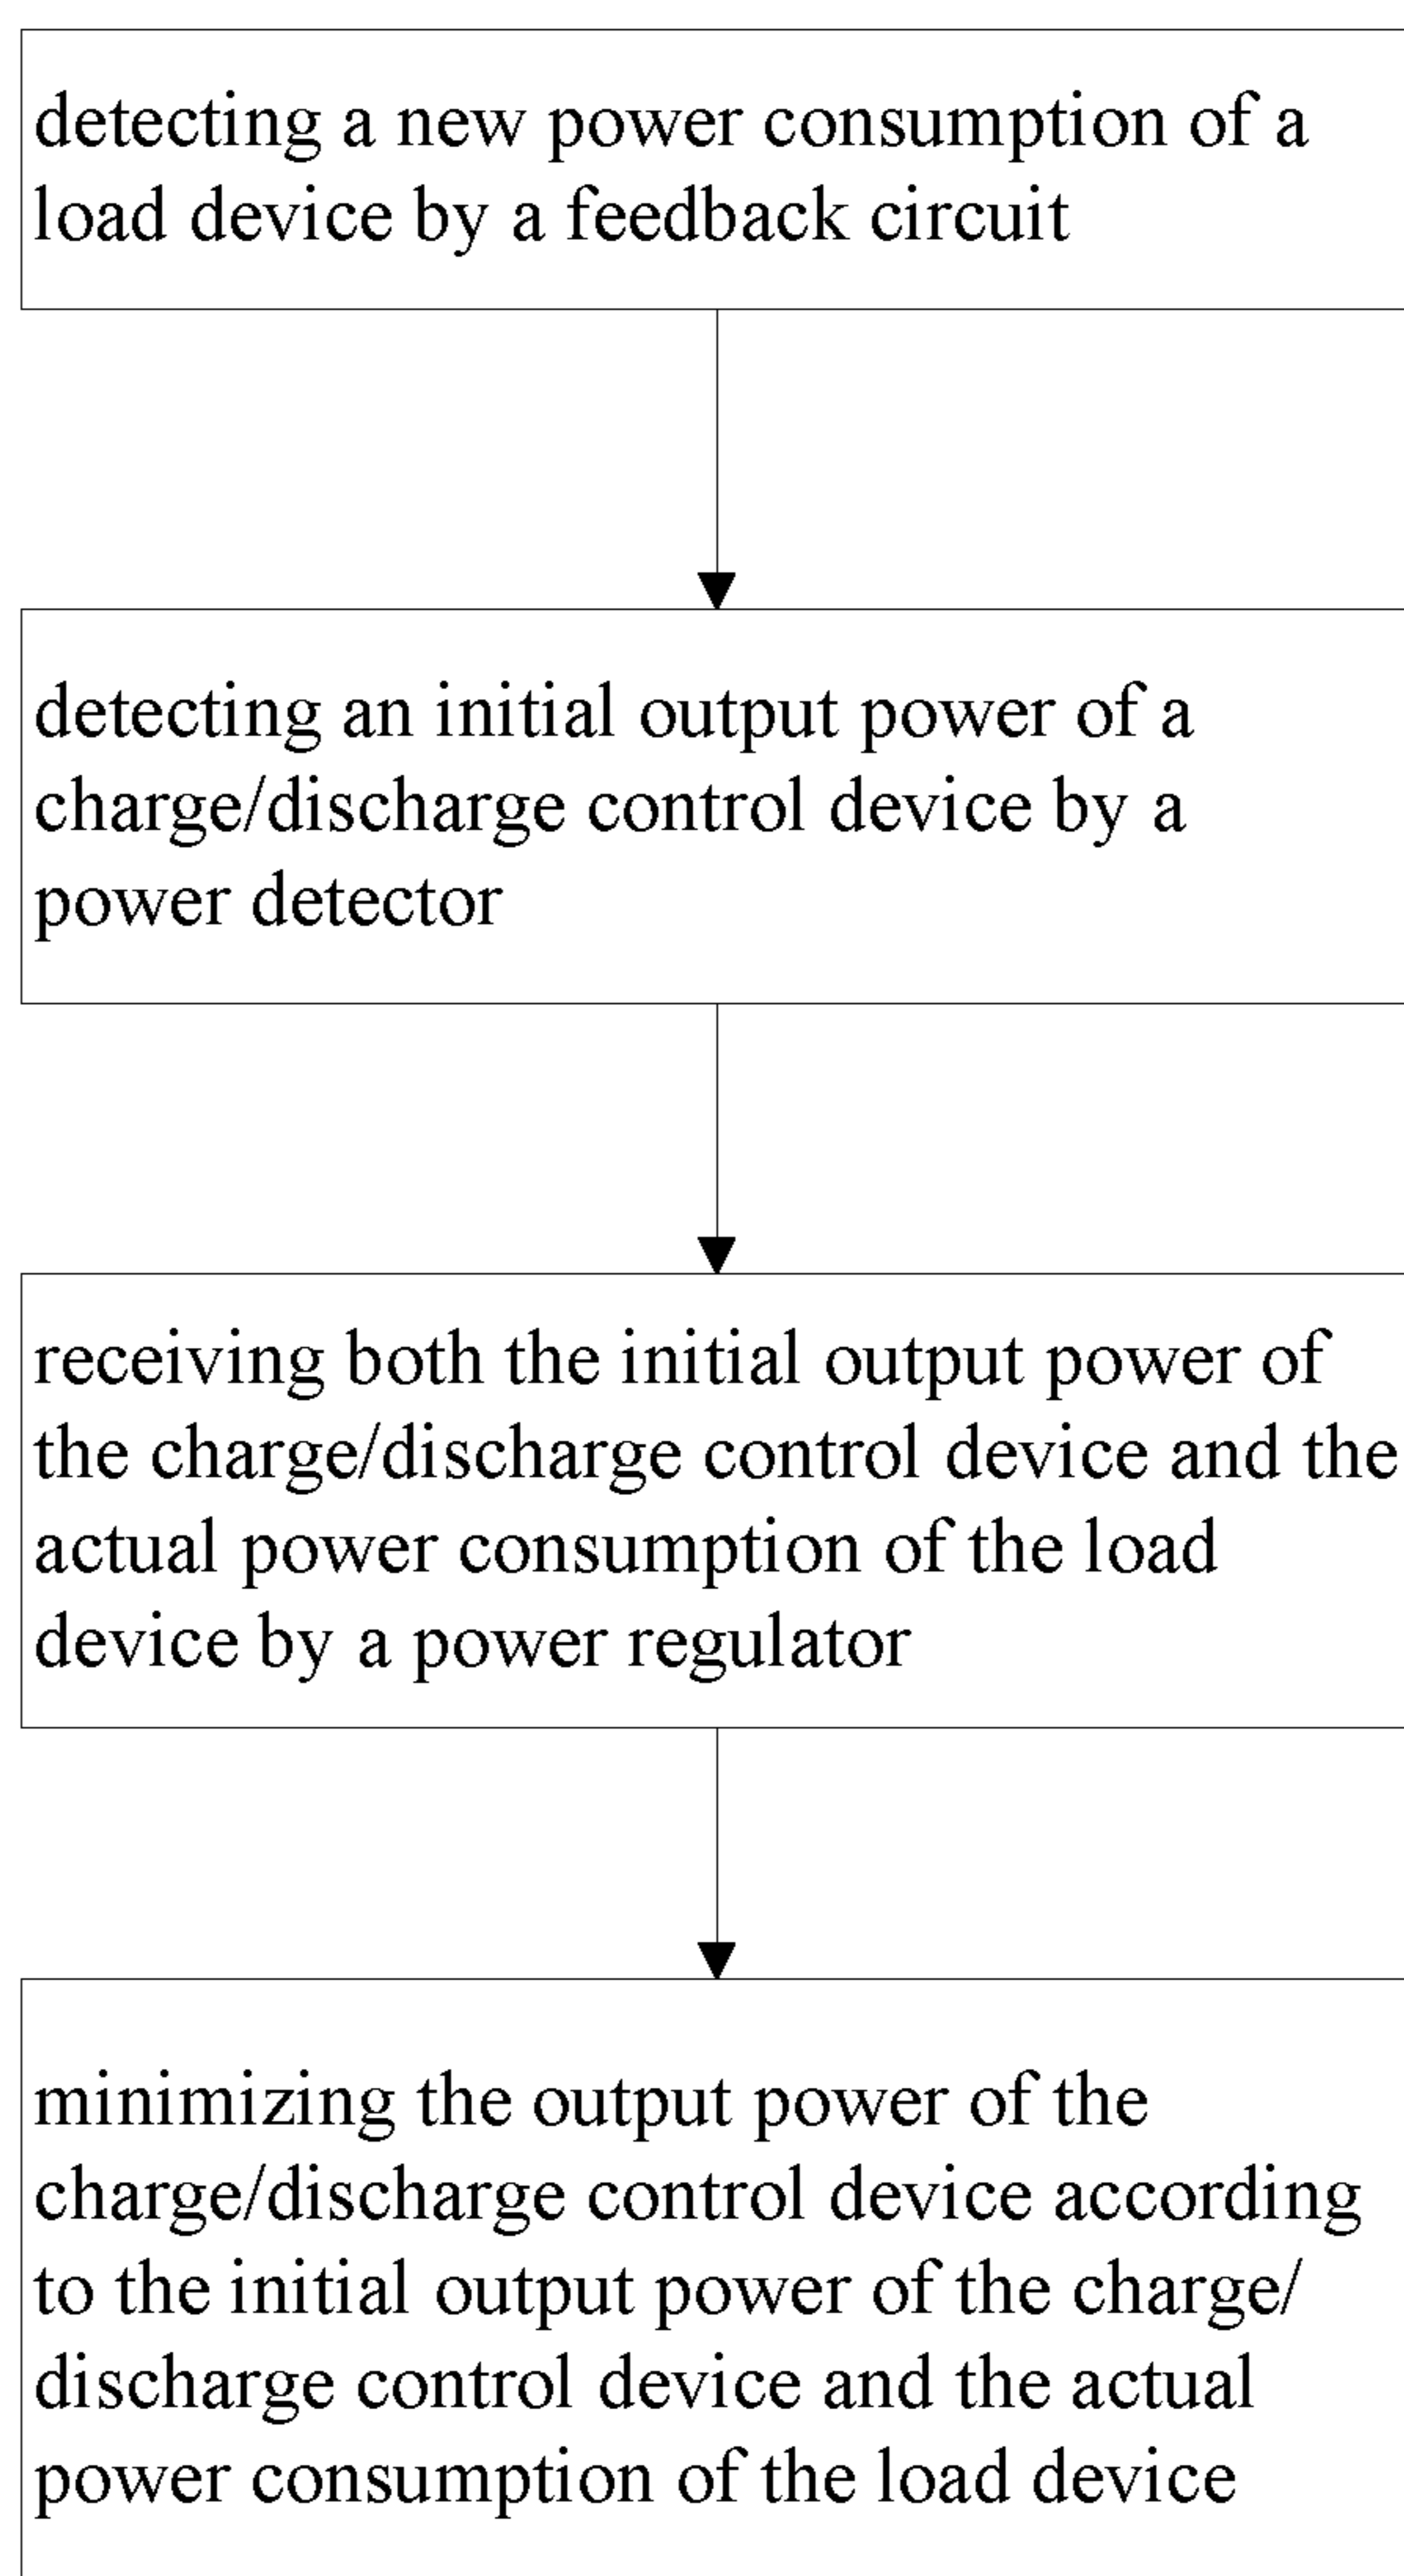 detecting a new power consumption of a
load device by a feedback circuit
detecting an initial output power of a
charge/discharge control device by a
power detector
receiving both the initial output power of
the charge/discharge control device and the
actual power consumption of the load
device by a power regulator
minimizing the output power of the
charge/discharge control device according
to the initial output power of the charge/
discharge control device and the actual
power consumption of the load device